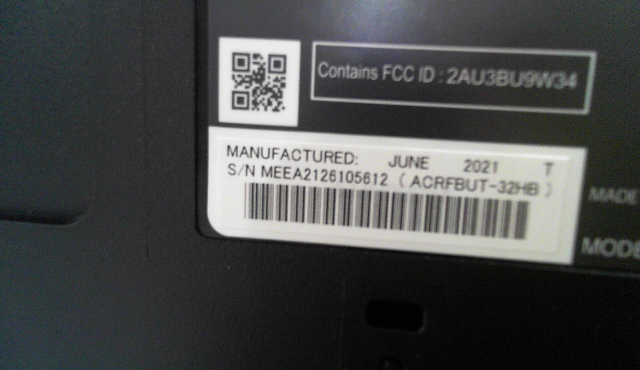 Contains FCC ID : 2AU3BU9W34
MANUFACTURED: JUNE 2021 T
S/N MEEA2126105612 ( ACRFBUT-32HB )
MADE
MODE